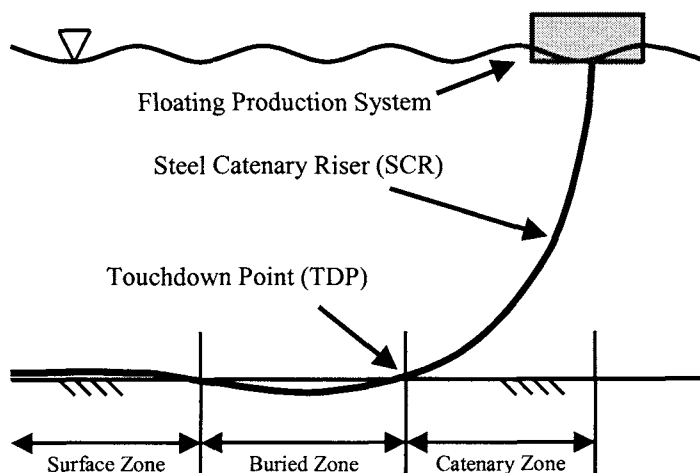 Floating Production System
Steel Catenary Riser (SCR)
Touchdown Point (TDP)
Surface Zone
Buried Zone
Catenary Zone